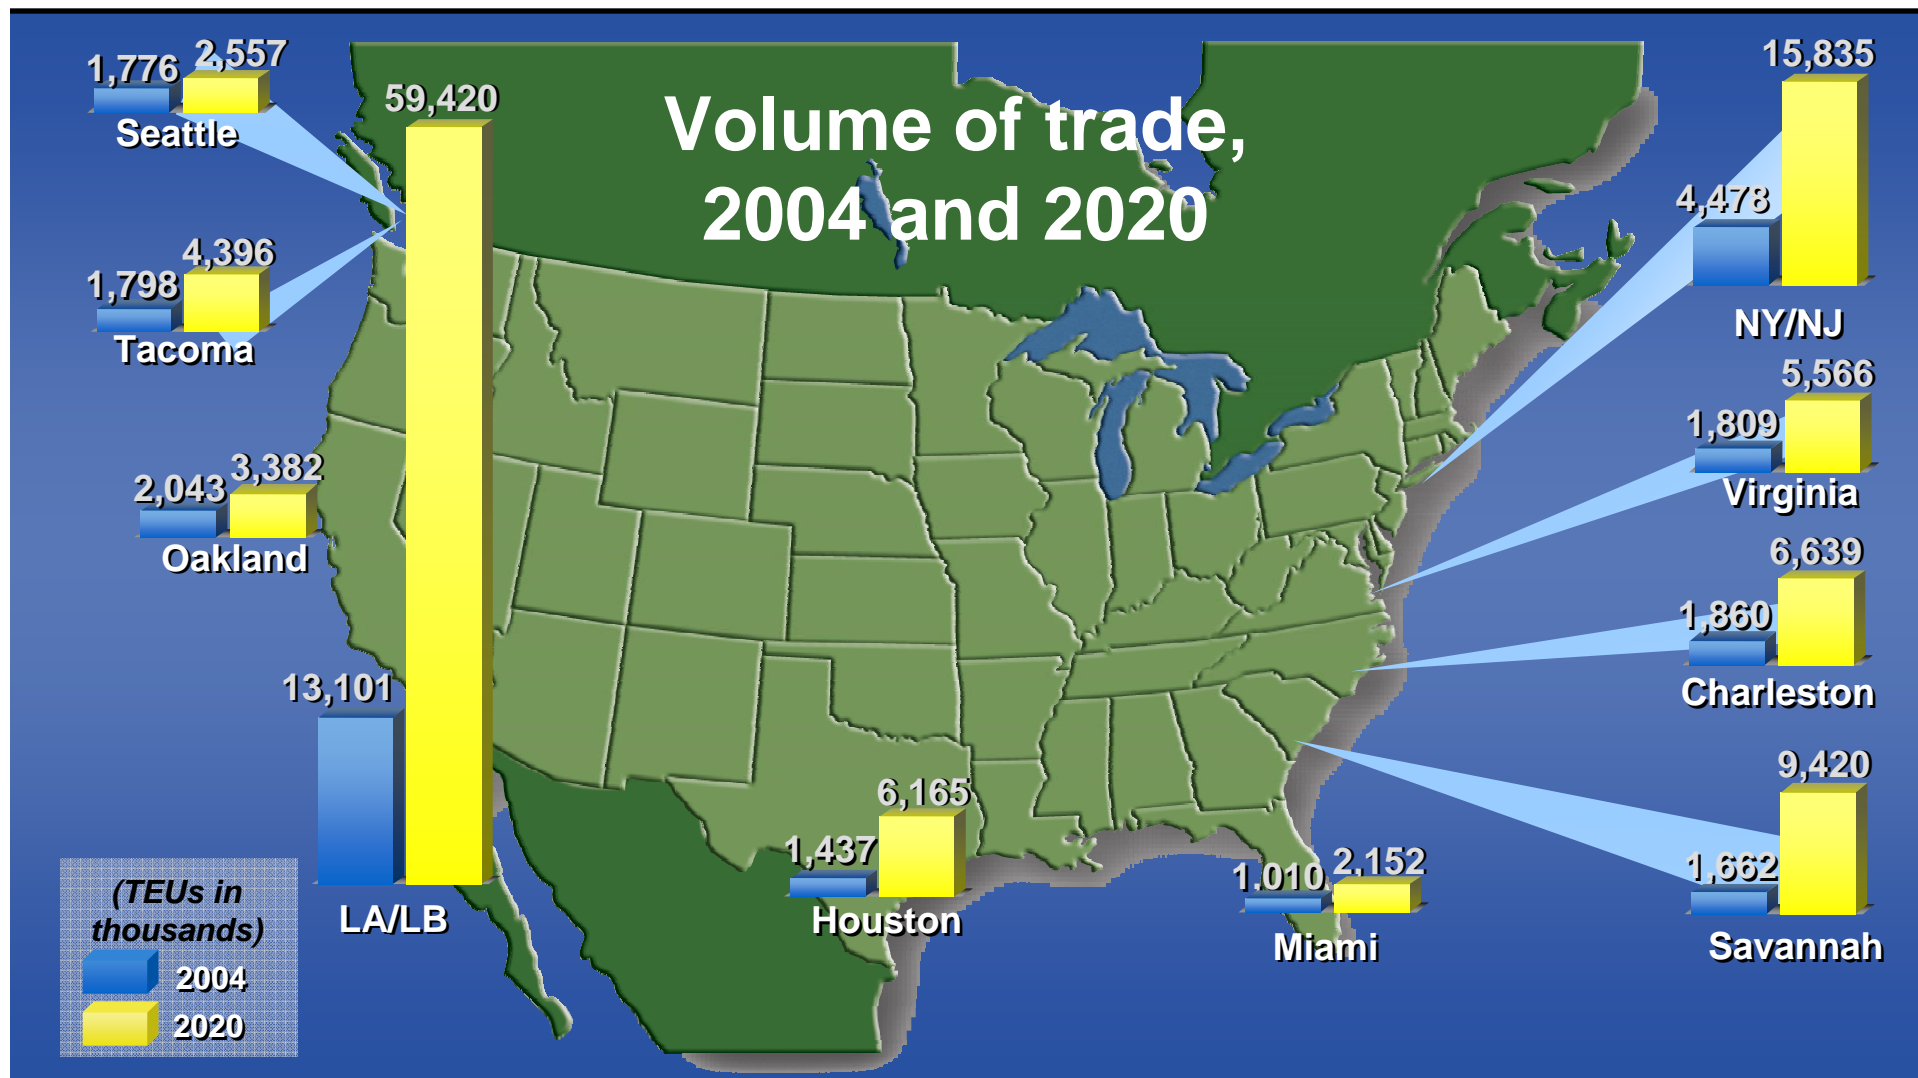 Volume of trade,
2004 and 2020
1,776
2,557
Seattle
1,798
4,396
Tacoma
2,043
3,382
Oakland
13,101
59,420
LA/LB
1,437
6,165
Houston
1,010
2,152
Miami
4,478
15,835
NY/NJ
1,809
5,566
Virginia
1,860
6,639
Charleston
1,662
9,420
Savannah
(TEUs in
thousands)
2004
2020